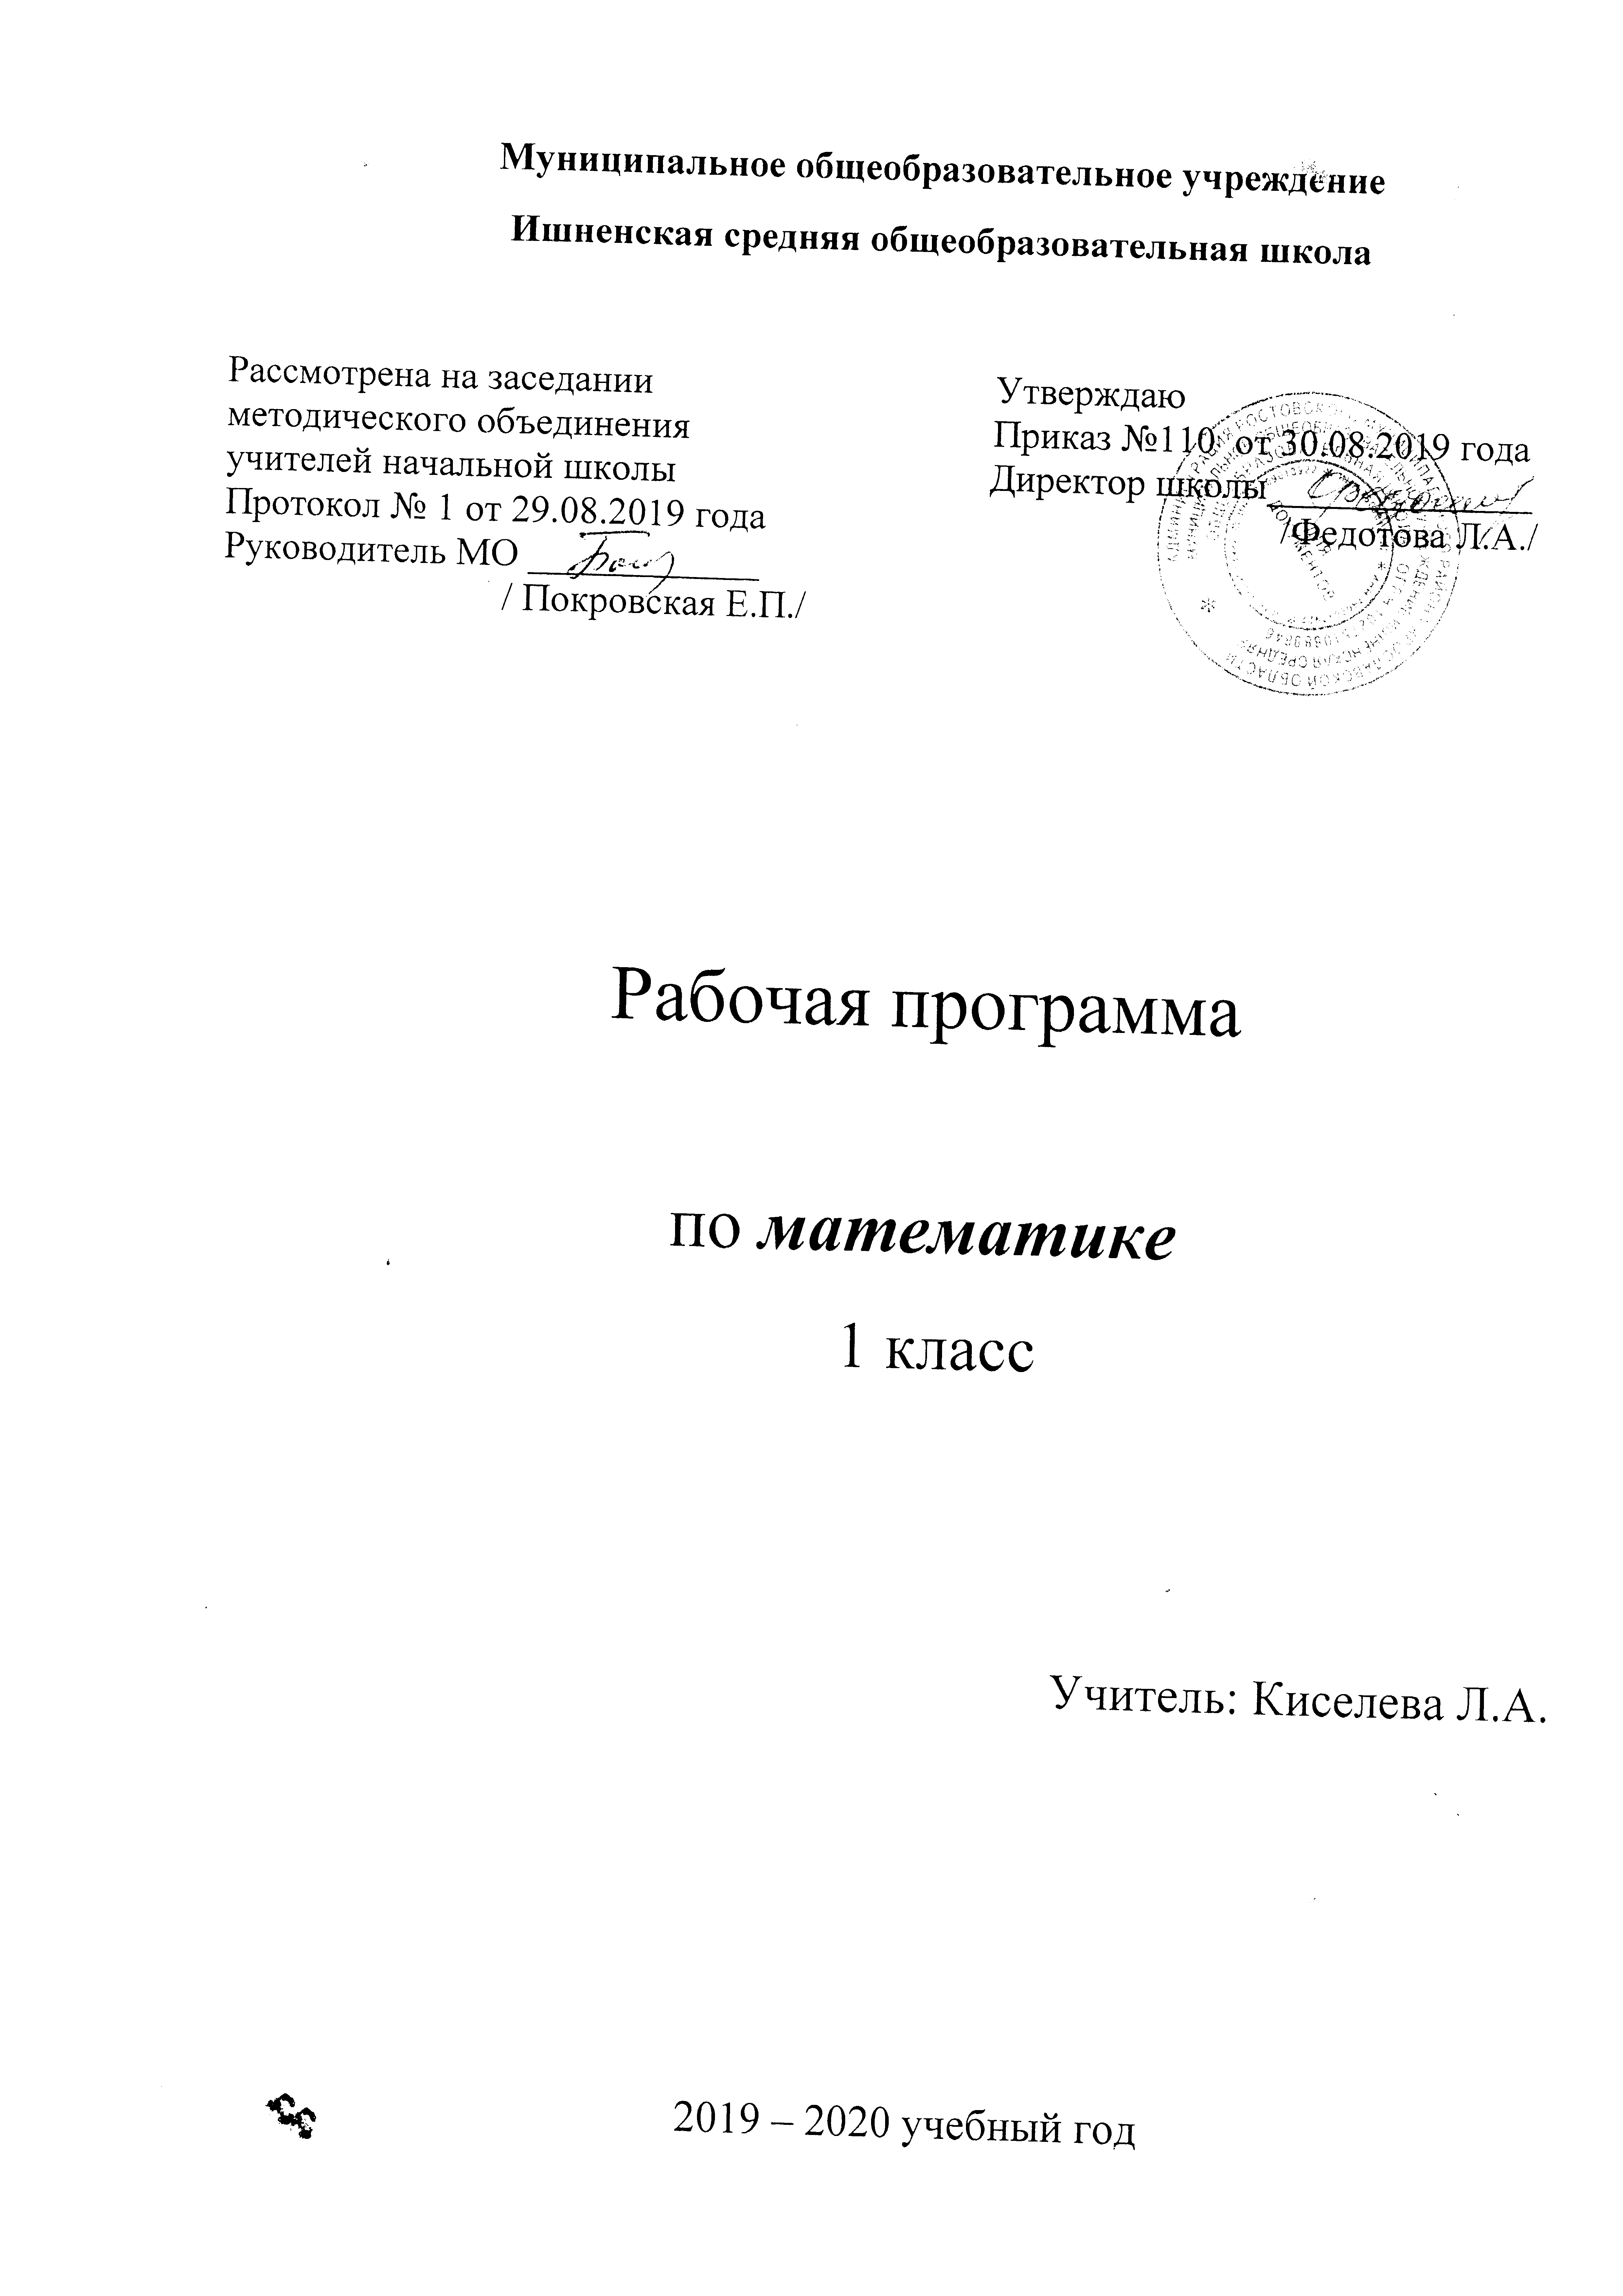 Муниципальное общеобразовательное учреждение
Ишненская средняя общеобразовательная школа
Рассмотрена на заседании
методического объединения
учителей начальной школы
Протокол № 1 от 29.08.2019 года
Руководитель МО
/ Покровская Е.П./
Утверждаю
Приказ №110 от 30.08.2019 года
Директор школы
/Федотова Л.А./
Рабочая программа
по математике
1 класс
Учитель: Киселева Л.А.
2019 – 2020 учебный год